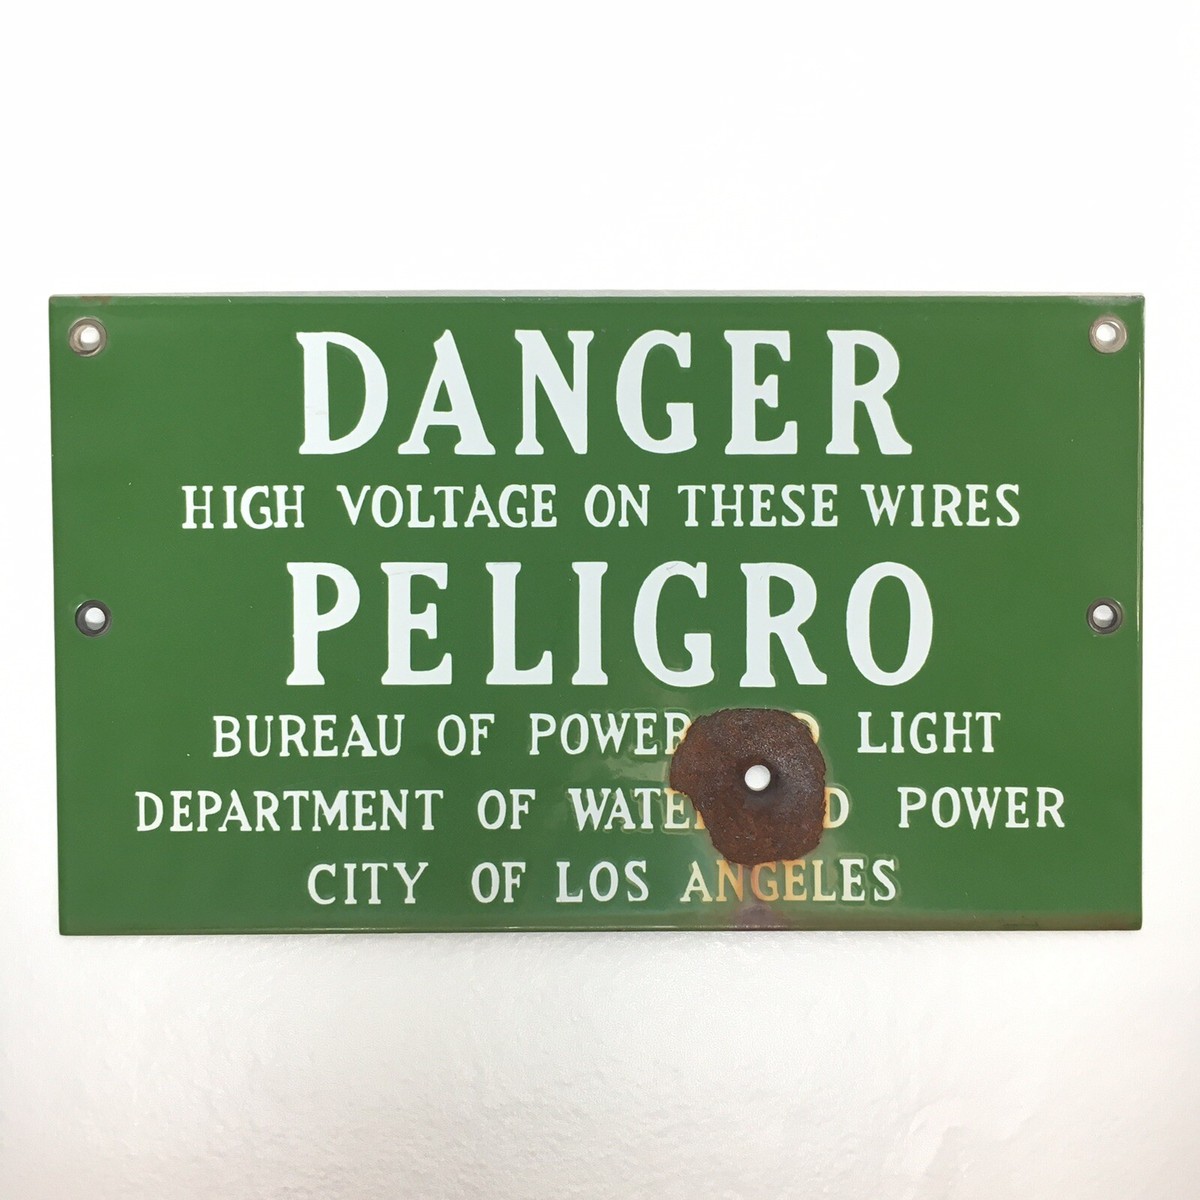 DANGER
HIGH VOLTAGE ON THESE WIRES
PELIGRO
BUREAU OF POWER LIGHT
DEPARTMENT OF WATER POWER
CITY OF LOS ANGELES